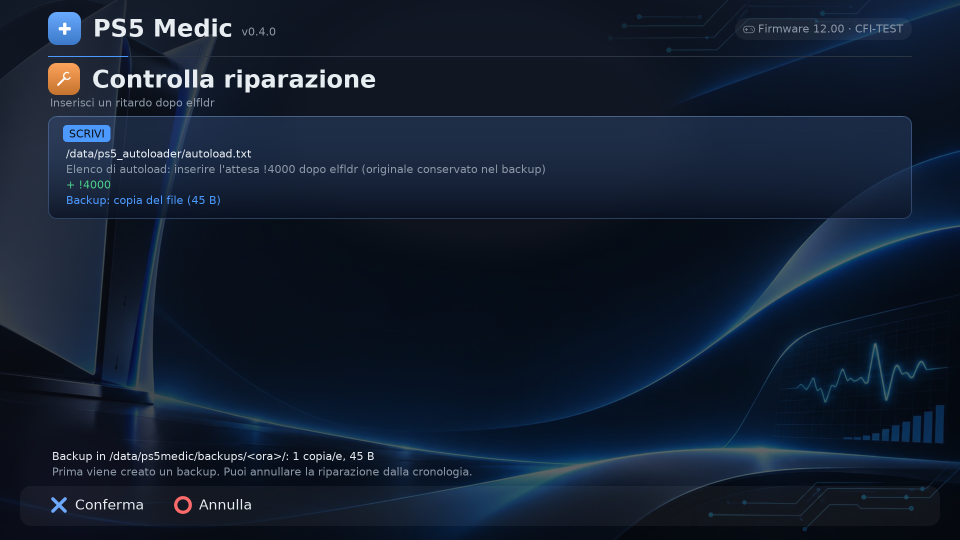 PS5 Medic v0.4.0
Firmware 12.00 · CFI-TEST
Controlla riparazione
Inserisci un ritardo dopo elfldr
SCRIVI
/data/ps5_autoloader/autoload.txt
Elenco di autoload: inserire l'attesa !4000 dopo elfldr (originale conservato nel backup)
+ !4000
Backup: copia del file (45 B)
Backup in /data/ps5medic/backups/<ora>/: 1 copia/e, 45 B
Prima viene creato un backup. Puoi annullare la riparazione dalla cronologia.
Conferma Annulla